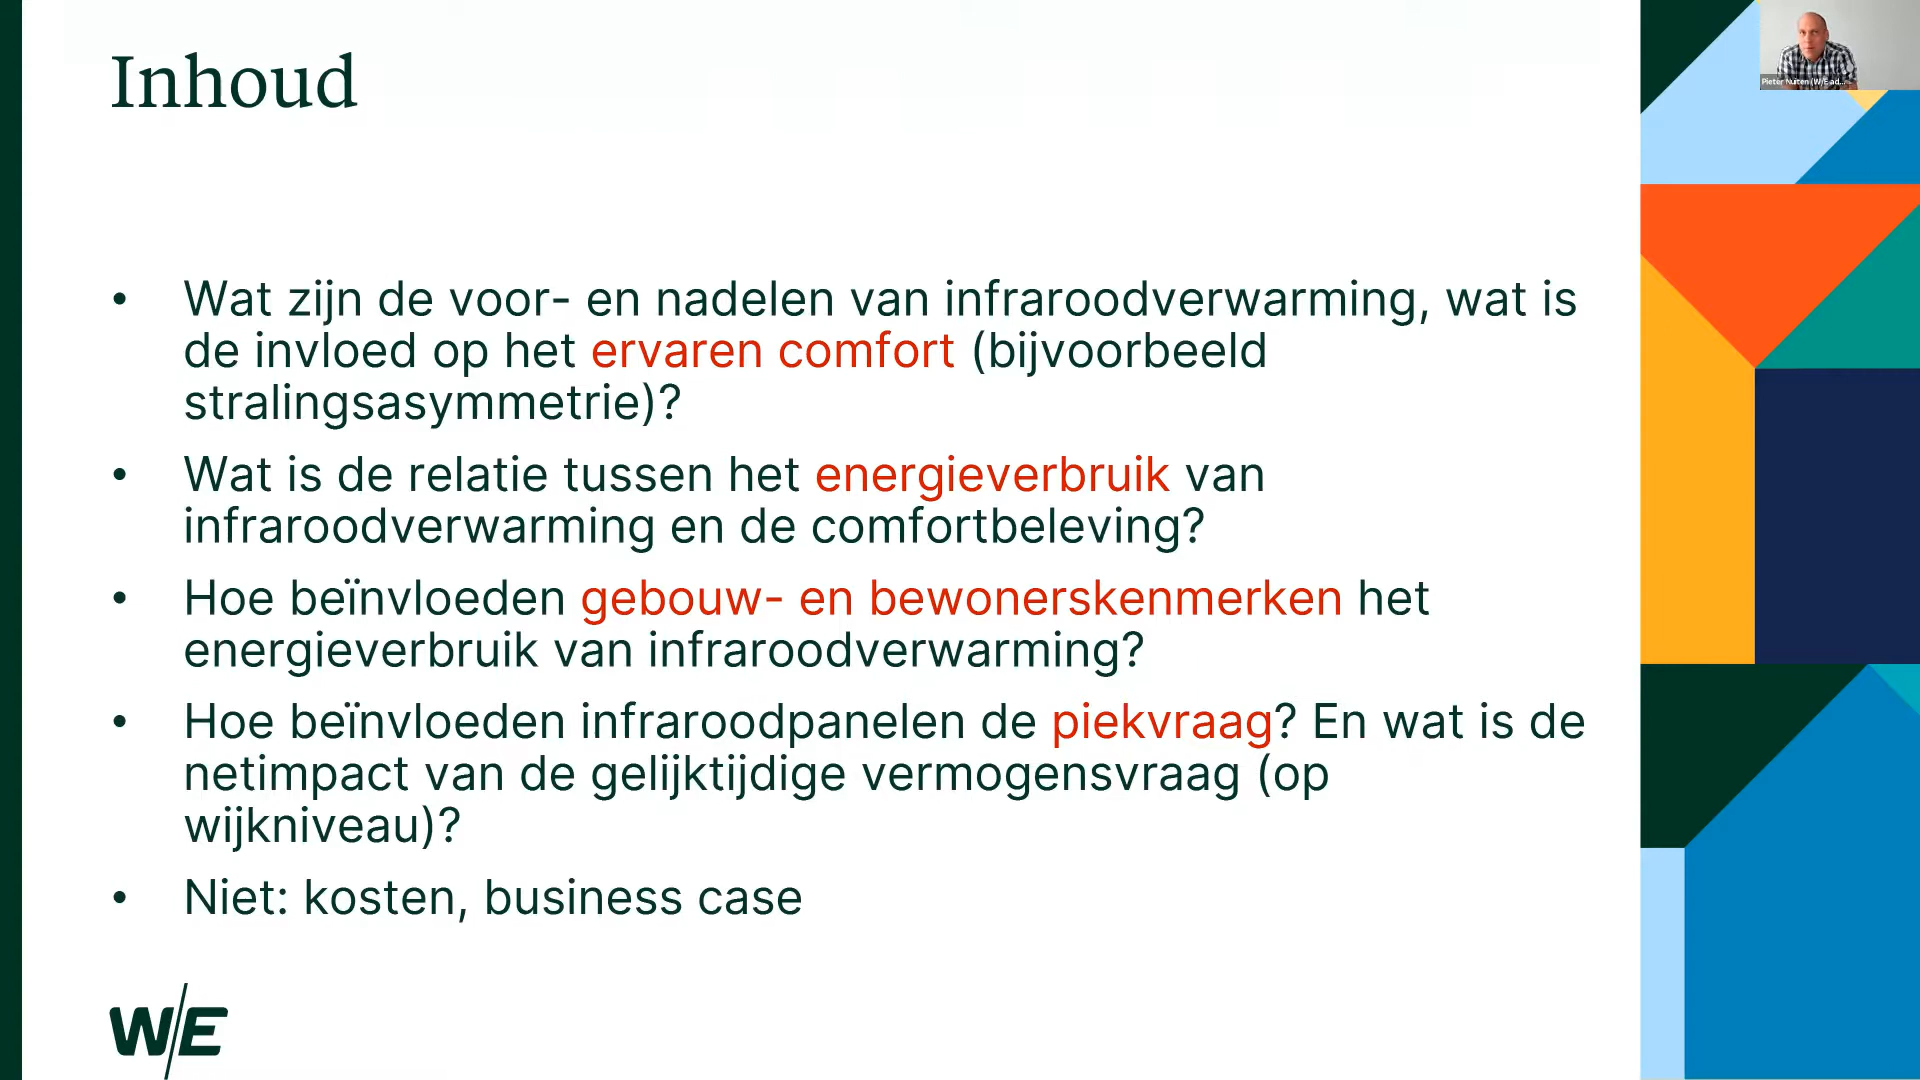 Inhoud
Pieter Nuiten (W/E ad...
• Wat zijn de voor- en nadelen van infraroodverwarming, wat is
de invloed op het ervaren comfort (bijvoorbeeld
stralingsasymmetrie)?
• Wat is de relatie tussen het energieverbruik van
infraroodverwarming en de comfortbeleving?
• Hoe beïnvloeden gebouw- en bewonerskenmerken het
energieverbruik van infraroodverwarming?
• Hoe beïnvloeden infraroodpanelen de piekvraag? En wat is de
netimpact van de gelijktijdige vermogensvraag (op
wijkniveau)?
• Niet: kosten, business case
W/E